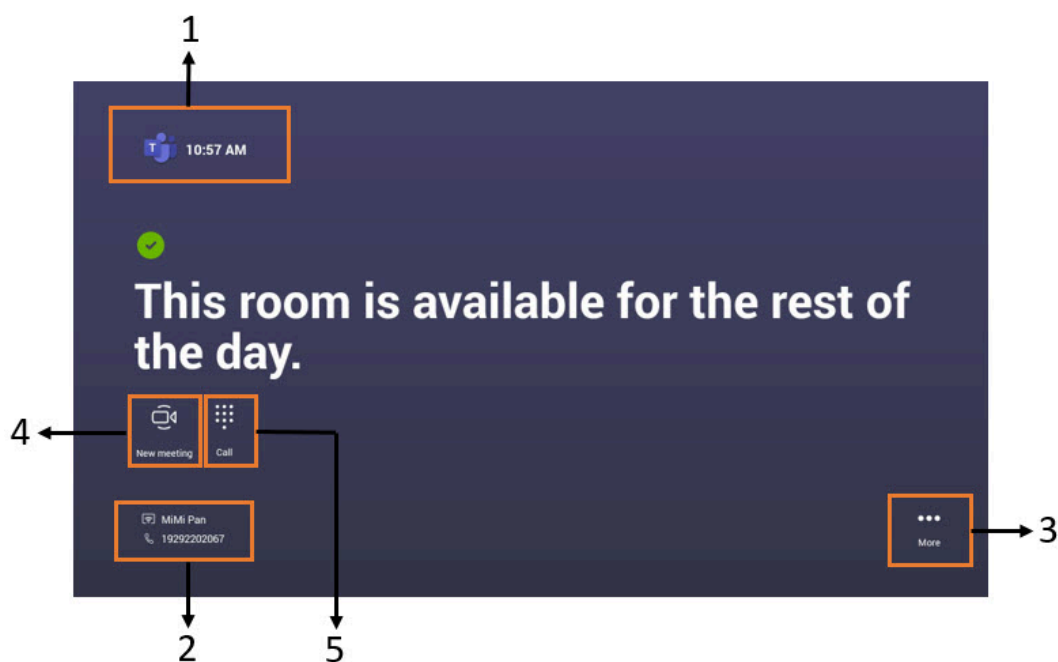 1
T 10:57 AM
This room is available for the rest of
the day.
4
New meeting Call
MiMi Pan
19292202067
More
3
2
5